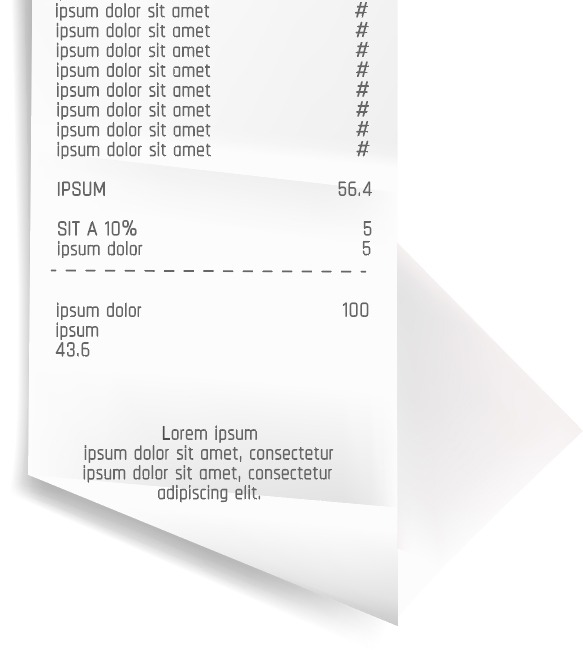 ipsum dolor sit amet #
ipsum dolor sit amet #
ipsum dolor sit amet #
ipsum dolor sit amet #
ipsum dolor sit amet #
ipsum dolor sit amet #
ipsum dolor sit amet #
ipsum dolor sit amet #
IPSUM 56.4
SIT A 10% 5
ipsum dolor 5
ipsum dolor 100
ipsum
43.6
Lorem ipsum
ipsum dolor sit amet, consectetur
ipsum dolor sit amet, consectetur
adipiscing elit.